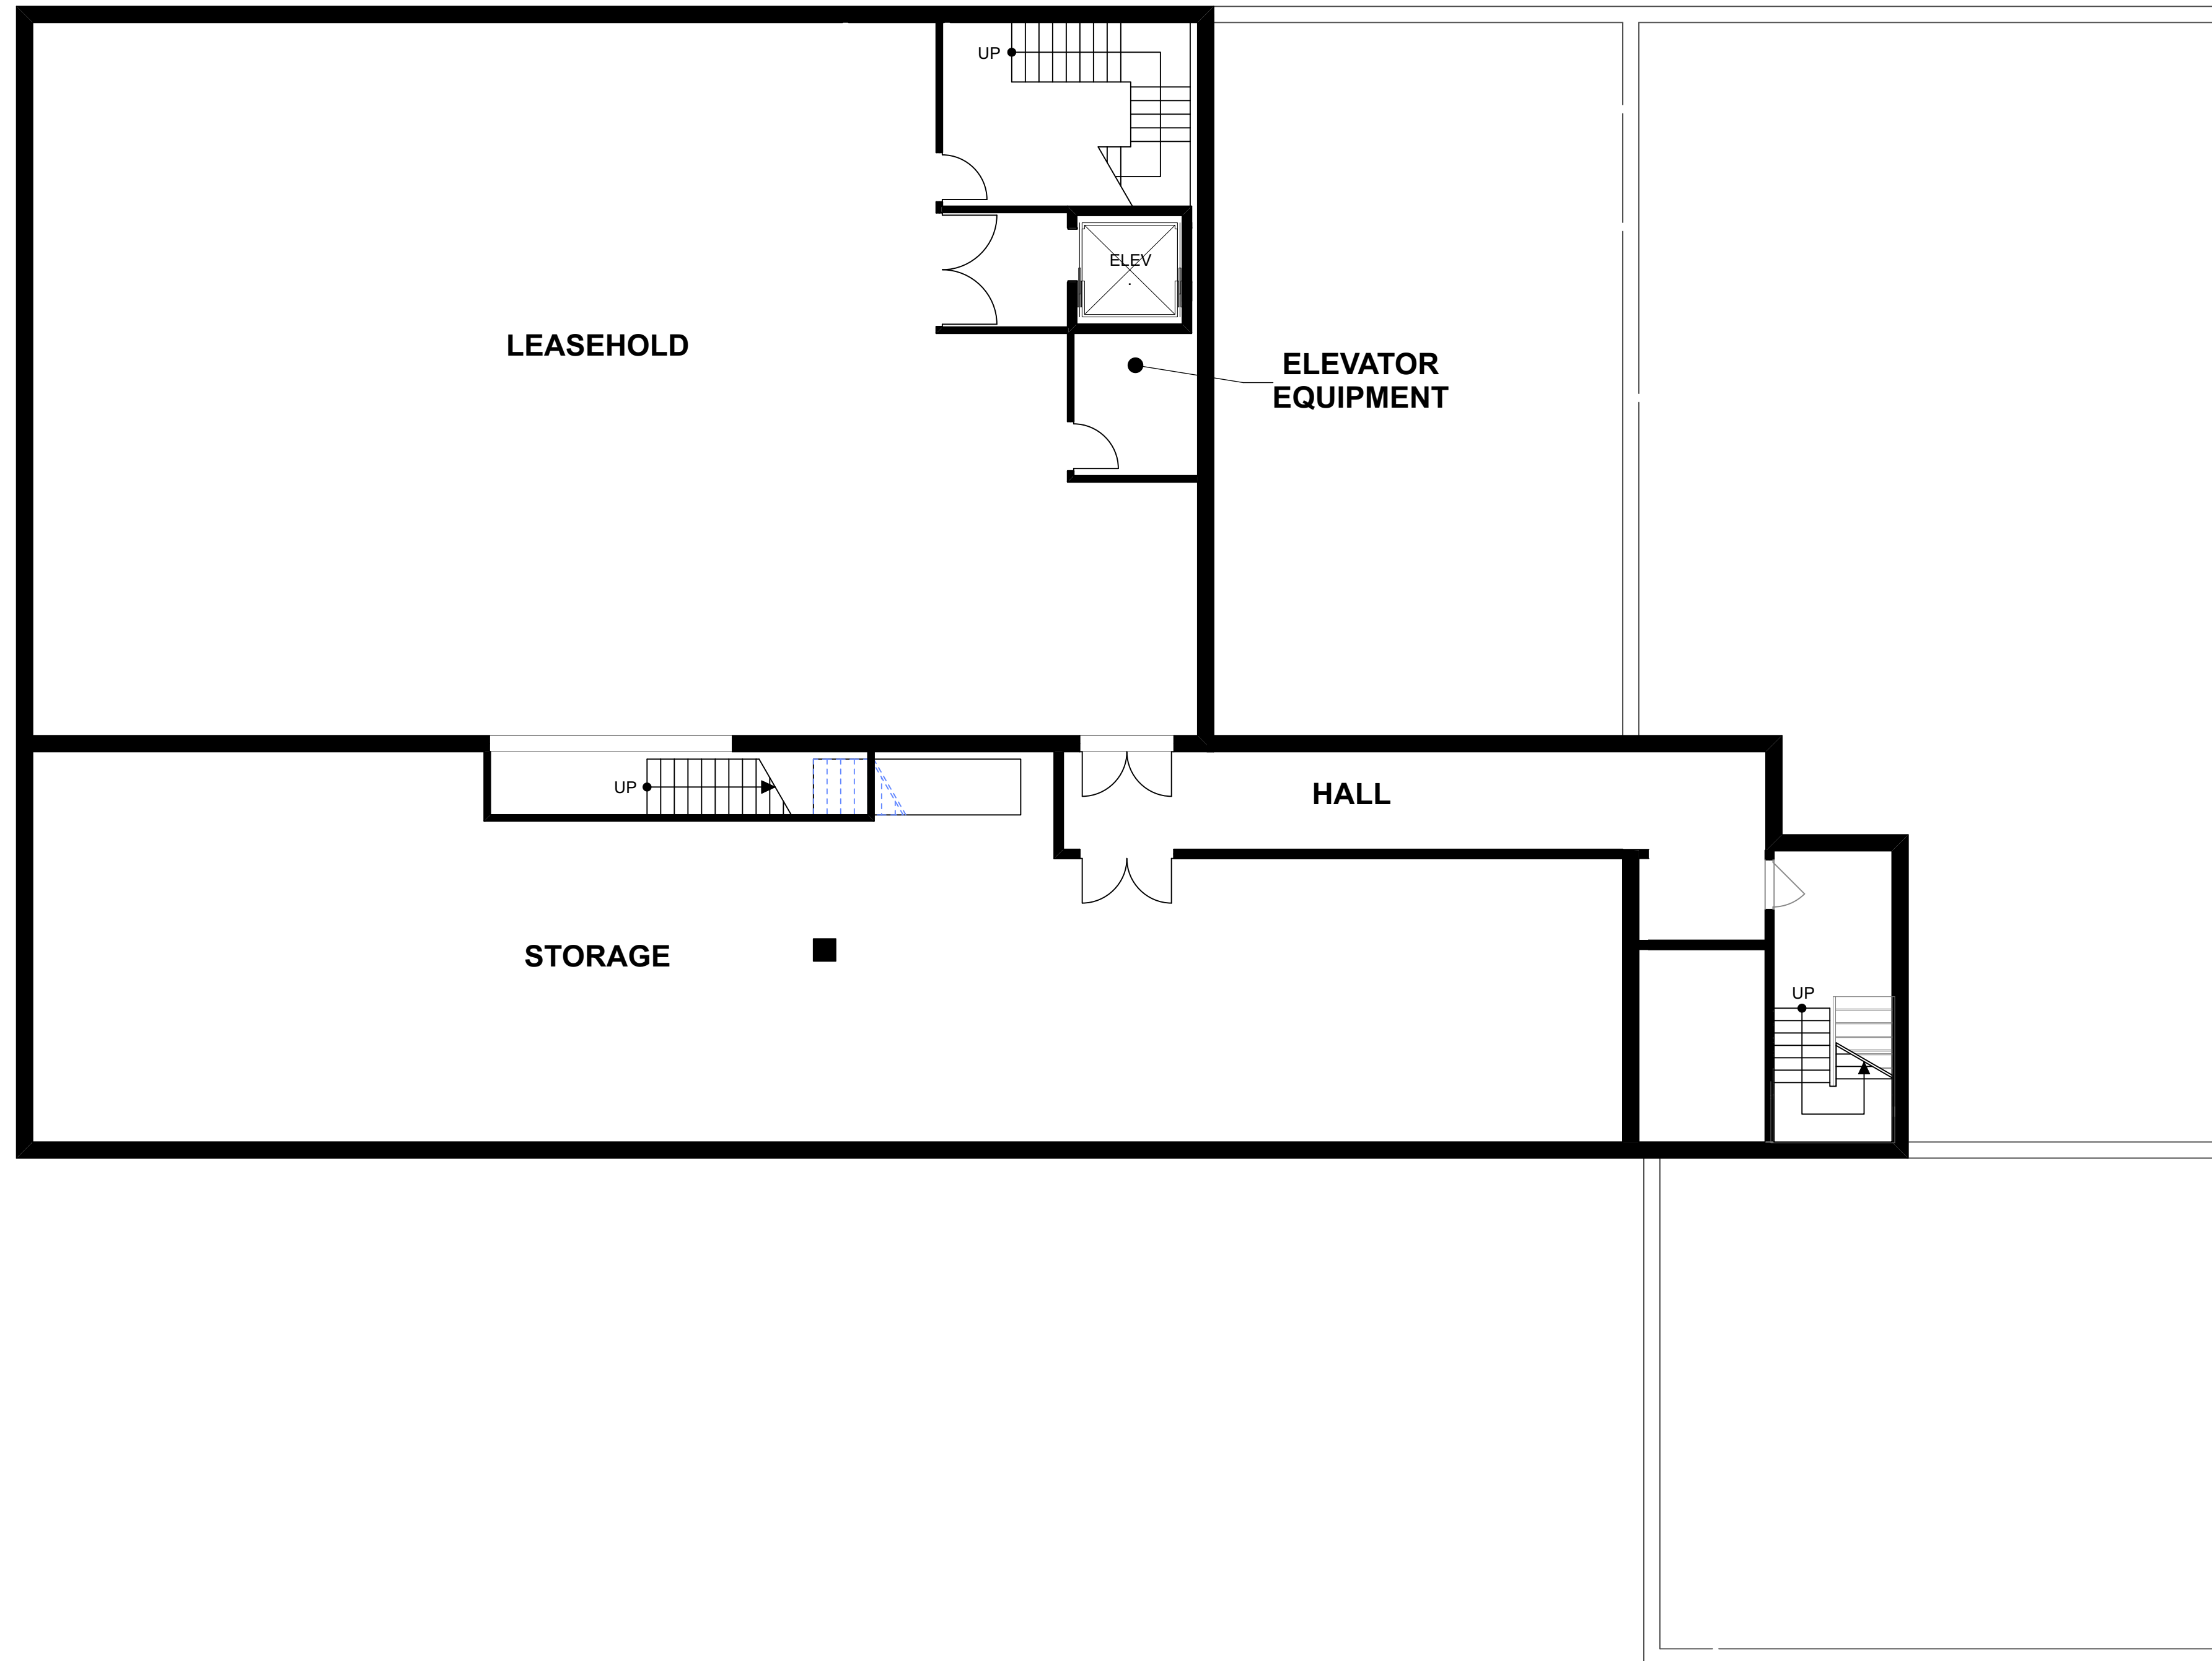 UP
ELEV
LEASEHOLD
ELEVATOR
EQUIPMENT
UP
HALL
STORAGE
UP